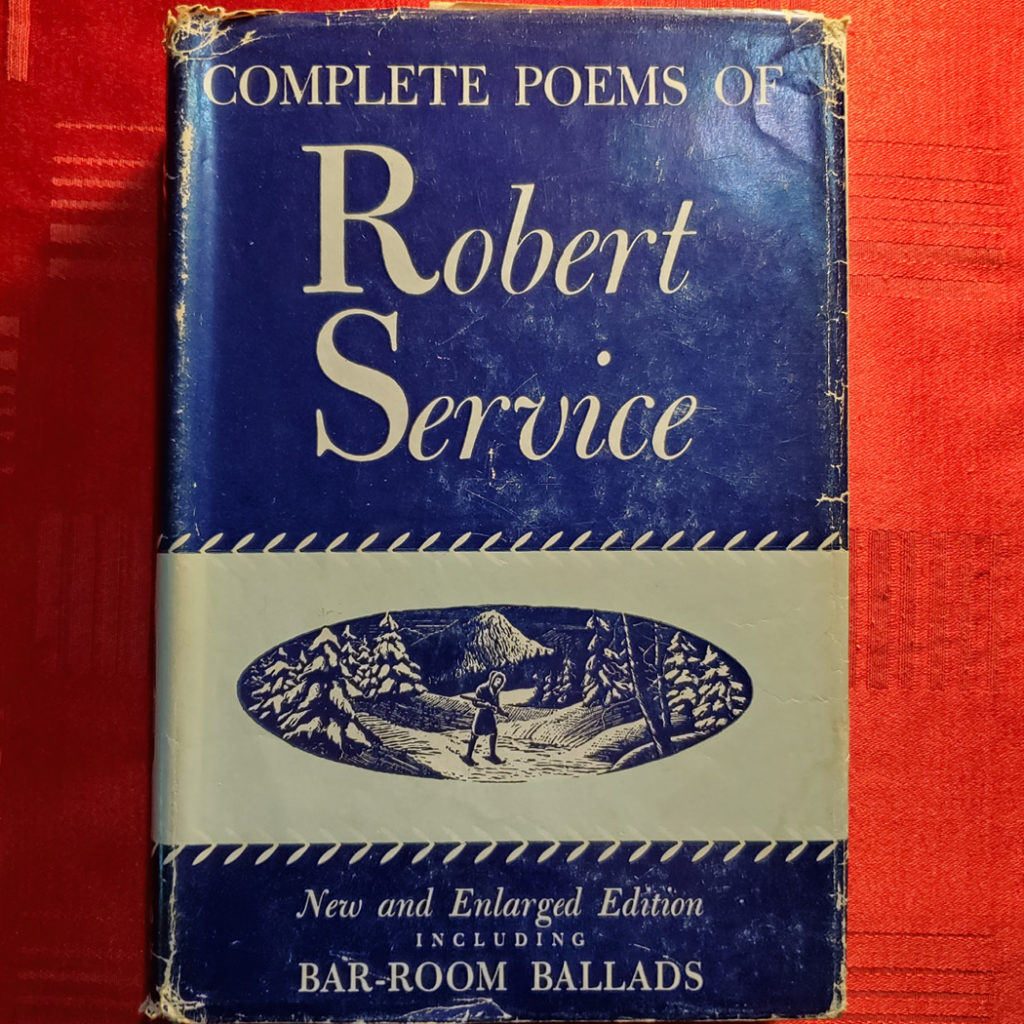 COMPLETE POEMS OF
Robert
Service
New and Enlarged Edition
INCLUDING
BAR-ROOM BALLADS